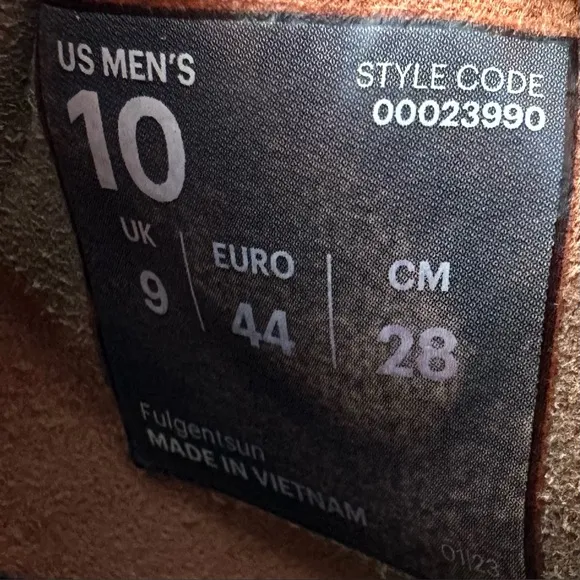 US MEN'S
10
STYLE CODE
00023990
UK
9
EURO
44
CM
28
Fulgentsun
MADE IN VIETNAM
01/23